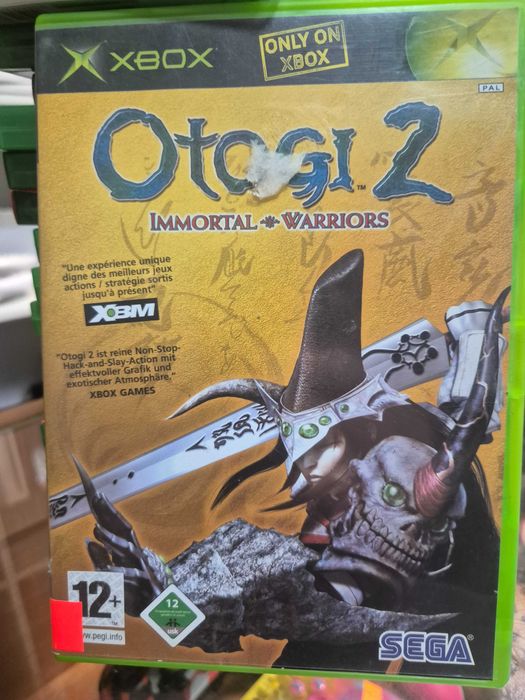 XBOX
ONLY ON
XBOX
PAL
OTOGI 2
TM
IMMORTAL WARRIORS
"Une expérience unique
digne des meilleurs jeux
actions / stratégie sortis
jusqu'à présent"
XBM
"Otogi 2 ist reine Non-Stop-
Hack-and-Slay-Action mit
effektvoller Grafik und
exotischer Atmosphäre."
XBOX GAMES
12+
www.pegi.info
12
usk
SEGA